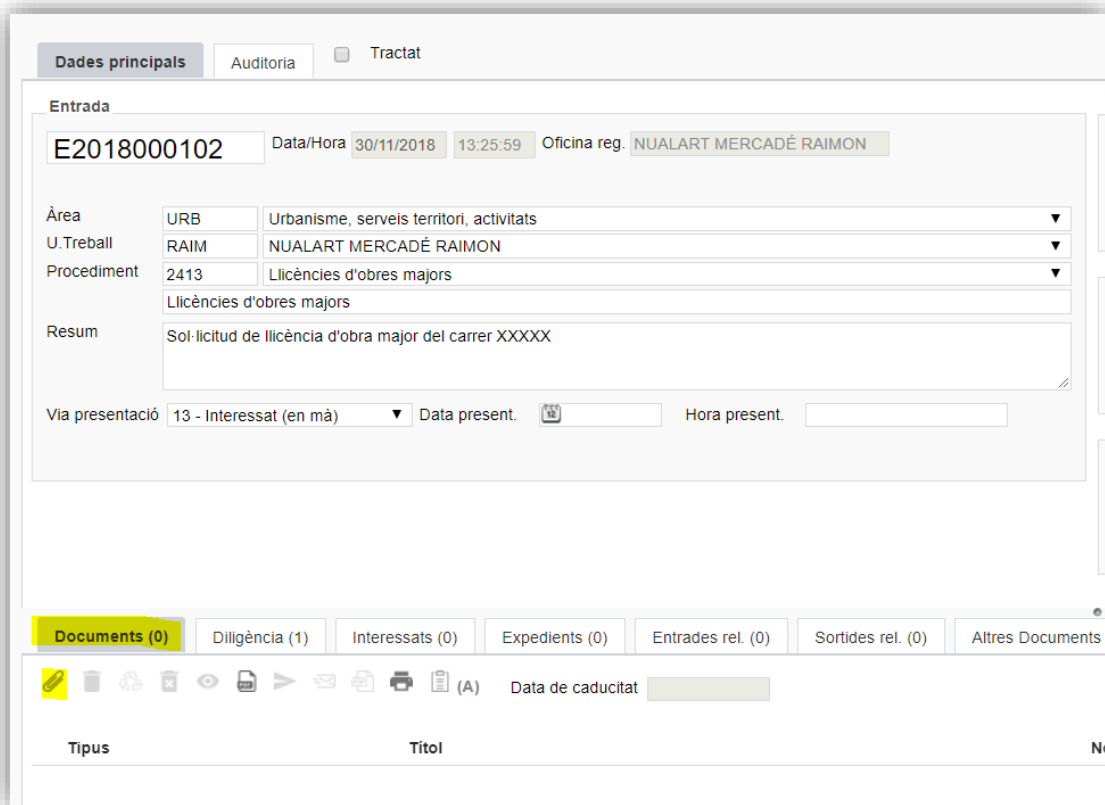 Dades principals Auditoria Tractat
Entrada
E2018000102 Data/Hora 30/11/2018 13:25:59 Oficina reg. NUALART MERCADÉ RAIMON
Àrea URB Urbanisme, serveis territori, activitats
U.Treball RAIM NUALART MERCADÉ RAIMON
Procediment 2413 Llicències d'obres majors
Llicències d'obres majors
Resum Sol·licitud de llicència d'obra major del carrer XXXXX
Via presentació 13 - Interessat (en mà) Data present. 12 Hora present.
Documents (0) Diligència (1) Interessats (0) Expedients (0) Entrades rel. (0) Sortides rel. (0) Altres Documents
PDF (A) Data de caducitat
Tipus Títol